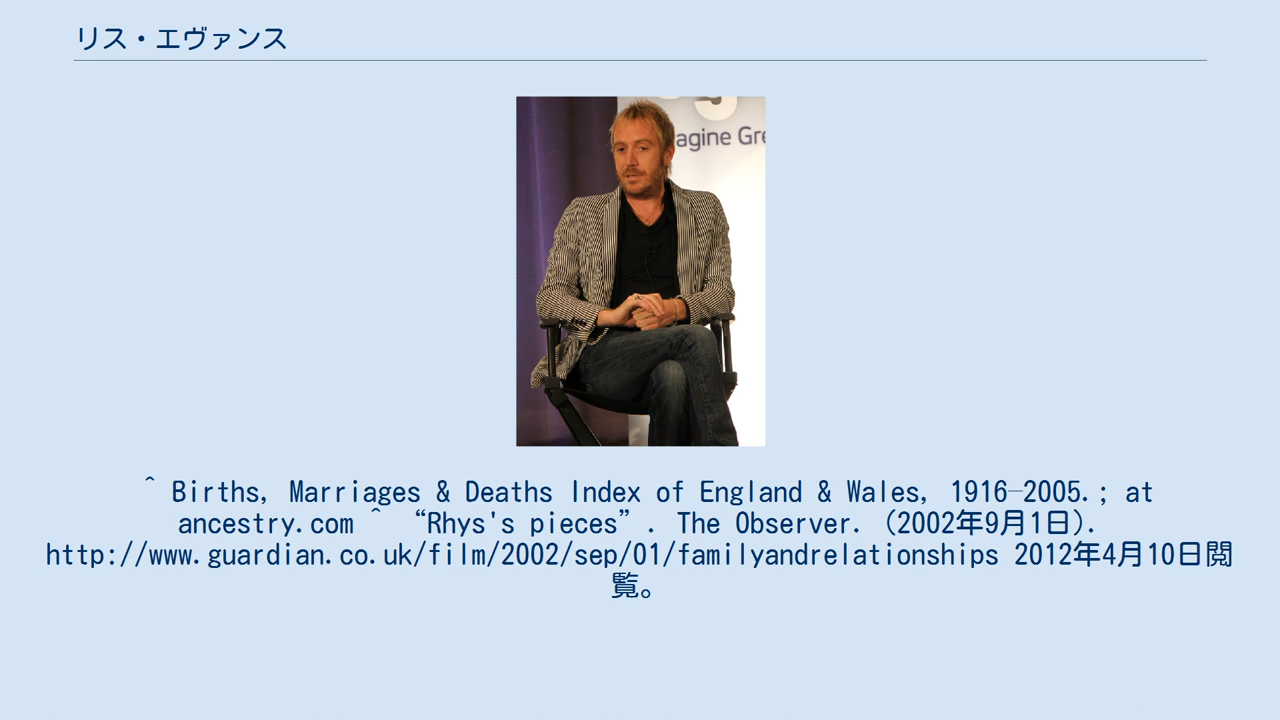 リス・エヴァンス
agine Gre
^ Births, Marriages & Deaths Index of England & Wales, 1916–2005.; at
ancestry.com ^ “Rhys's pieces”. The Observer. (2002年9月1日).
http://www.guardian.co.uk/film/2002/sep/01/familyandrelationships 2012年4月10日閲
覧。